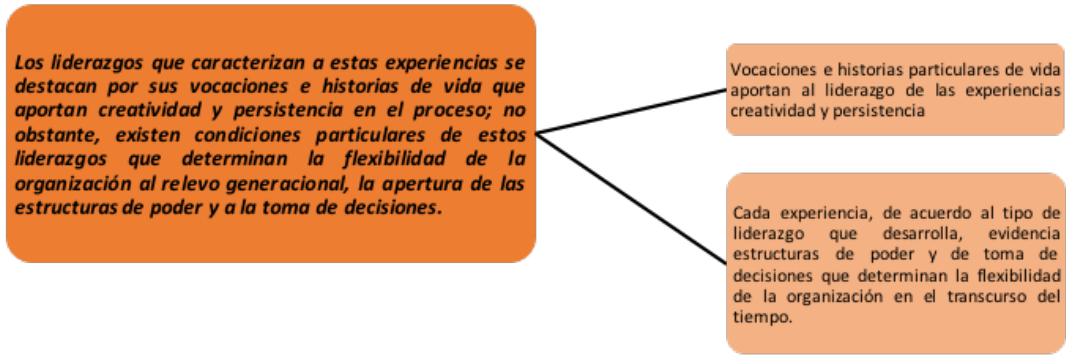 Los liderazgos que caracterizan a estas experiencias se
destacan por sus vocaciones e historias de vida que
aportan creatividad y persistencia en el proceso; no
obstante, existen condiciones particulares de estos
liderazgos que determinan la flexibilidad de la
organización al relevo generacional, la apertura de las
estructuras de poder y a la toma de decisiones.
Vocaciones e historias particulares de vida
aportan al liderazgo de las experiencias
creatividad y persistencia
Cada experiencia, de acuerdo al tipo de
liderazgo que desarrolla, evidencia
estructuras de poder y de toma de
decisiones que determinan la flexibilidad
de la organización en el transcurso del
tiempo.